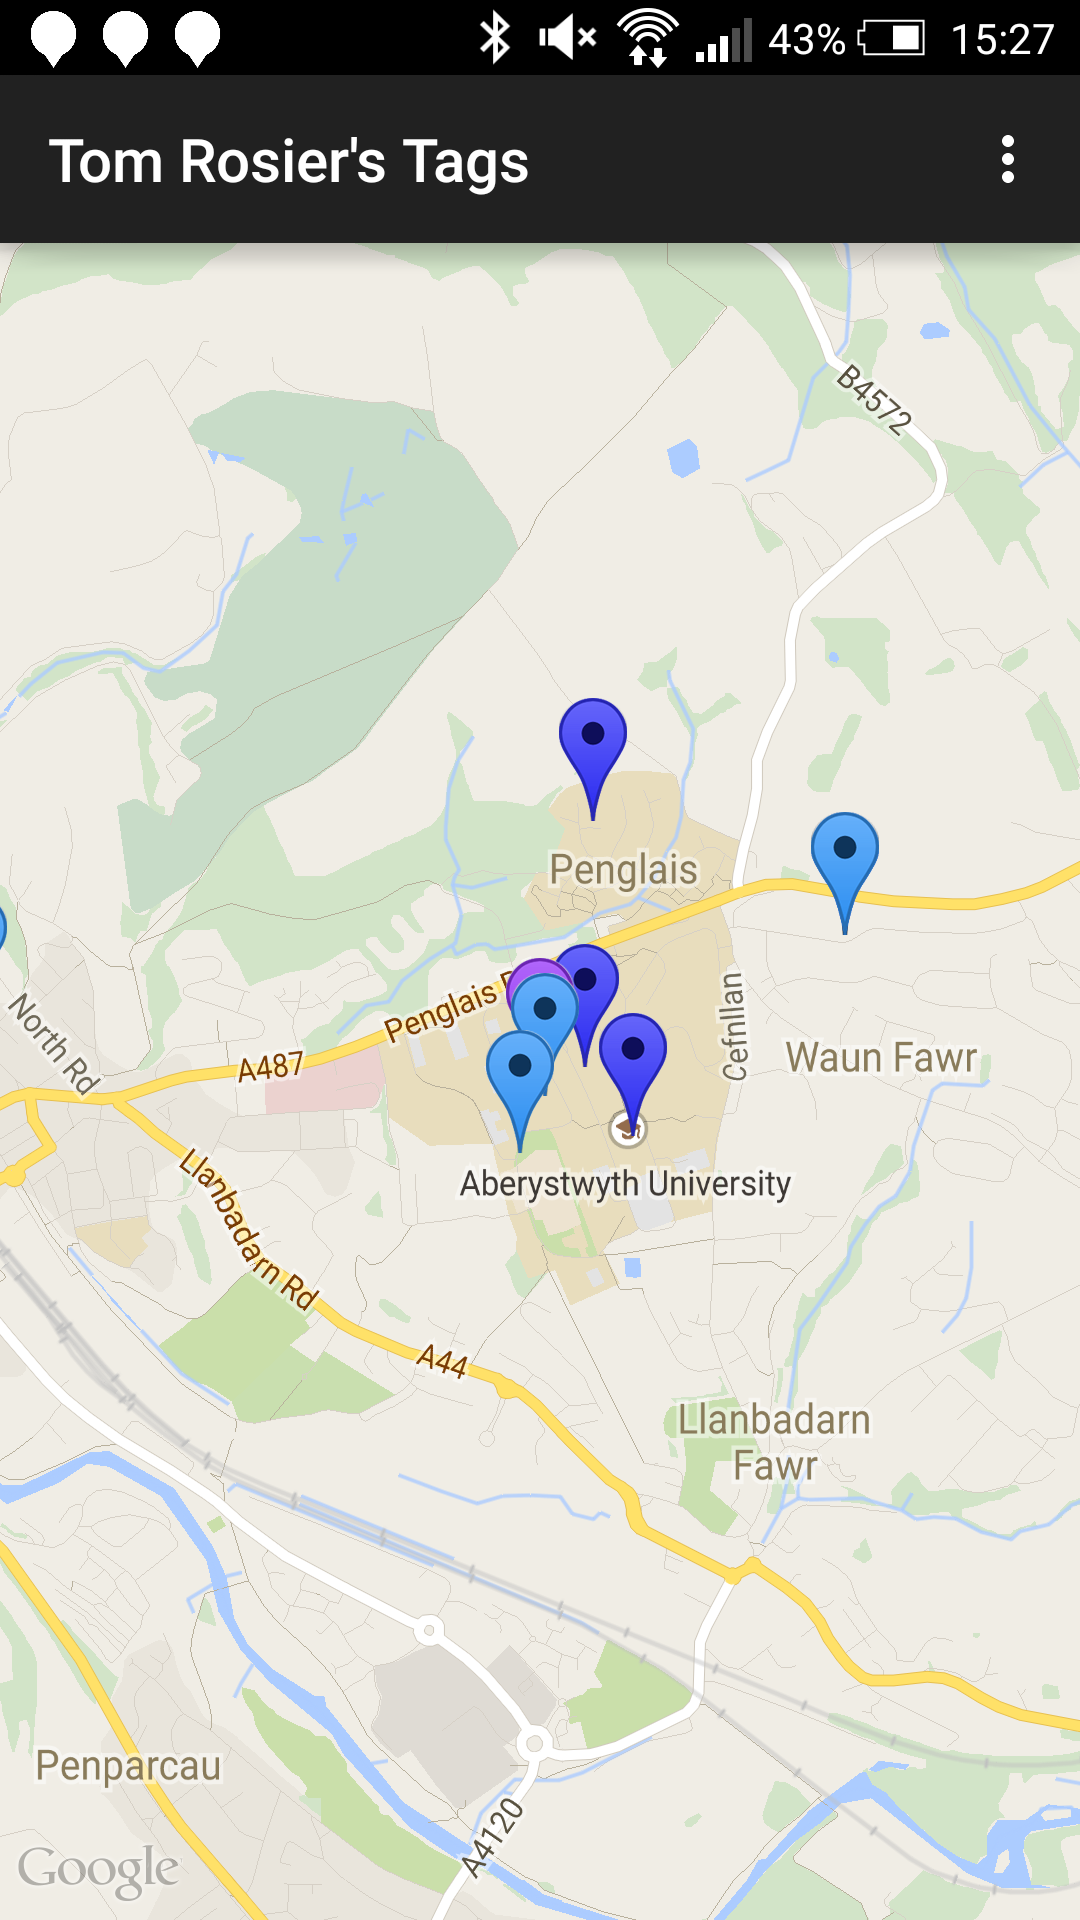 43% 15:27
Tom Rosier's Tags
B4572
Penglais
Penglais
Cefnllan
North Rd
A487
Waun Fawr
Llanbadarn Rd
Aberystwyth University
A44
Llanbadarn
Fawr
Penparcau
A4120
Google